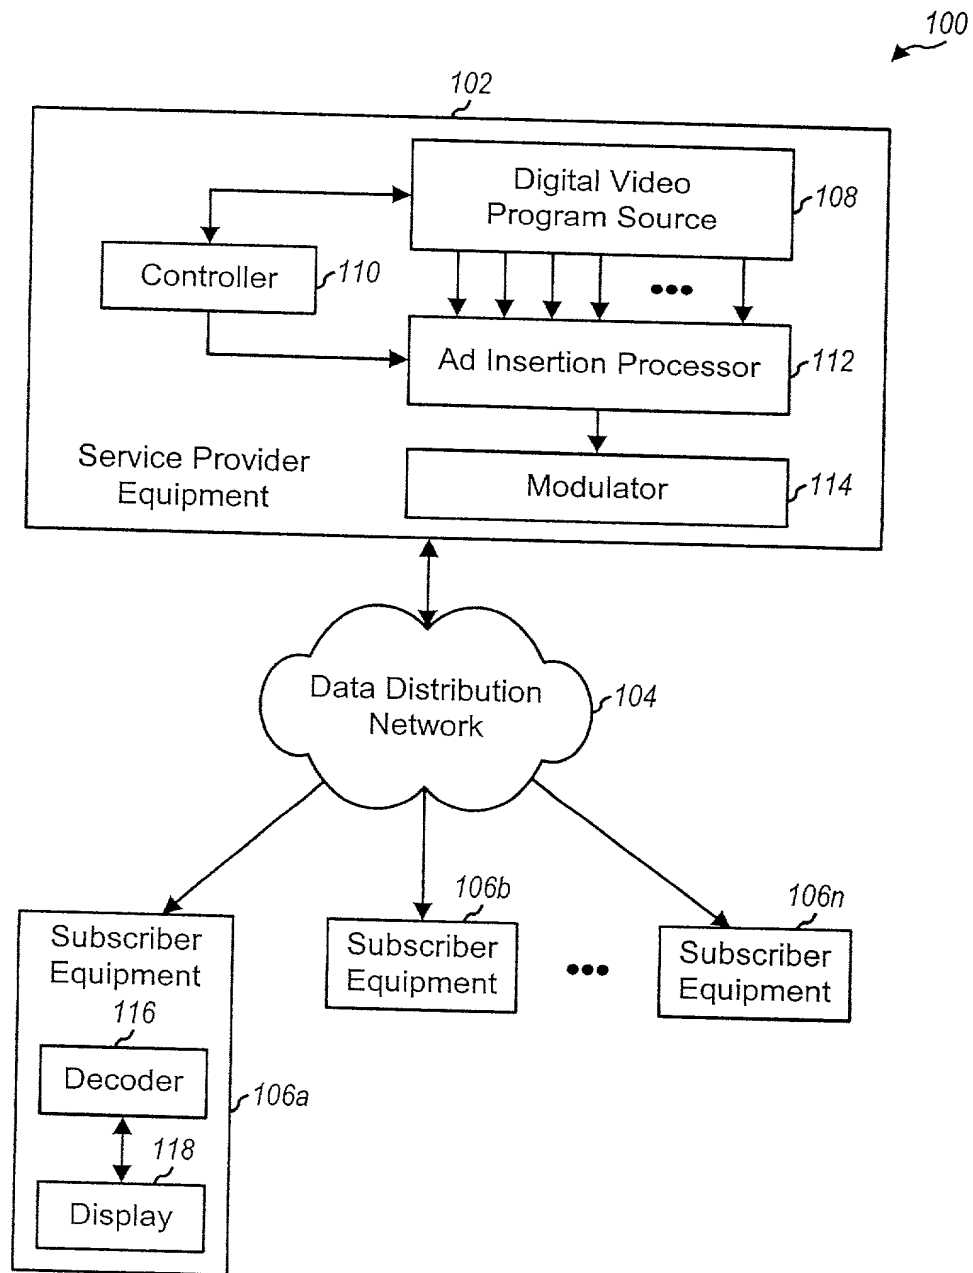 100
102
Digital Video
Program Source
108
Controller
110
Ad Insertion Processor
112
Service Provider
Equipment
Modulator
114
Data Distribution
Network
104
106b
106n
Subscriber
Equipment
Subscriber
Equipment
Subscriber
Equipment
116
Decoder
106a
118
Display